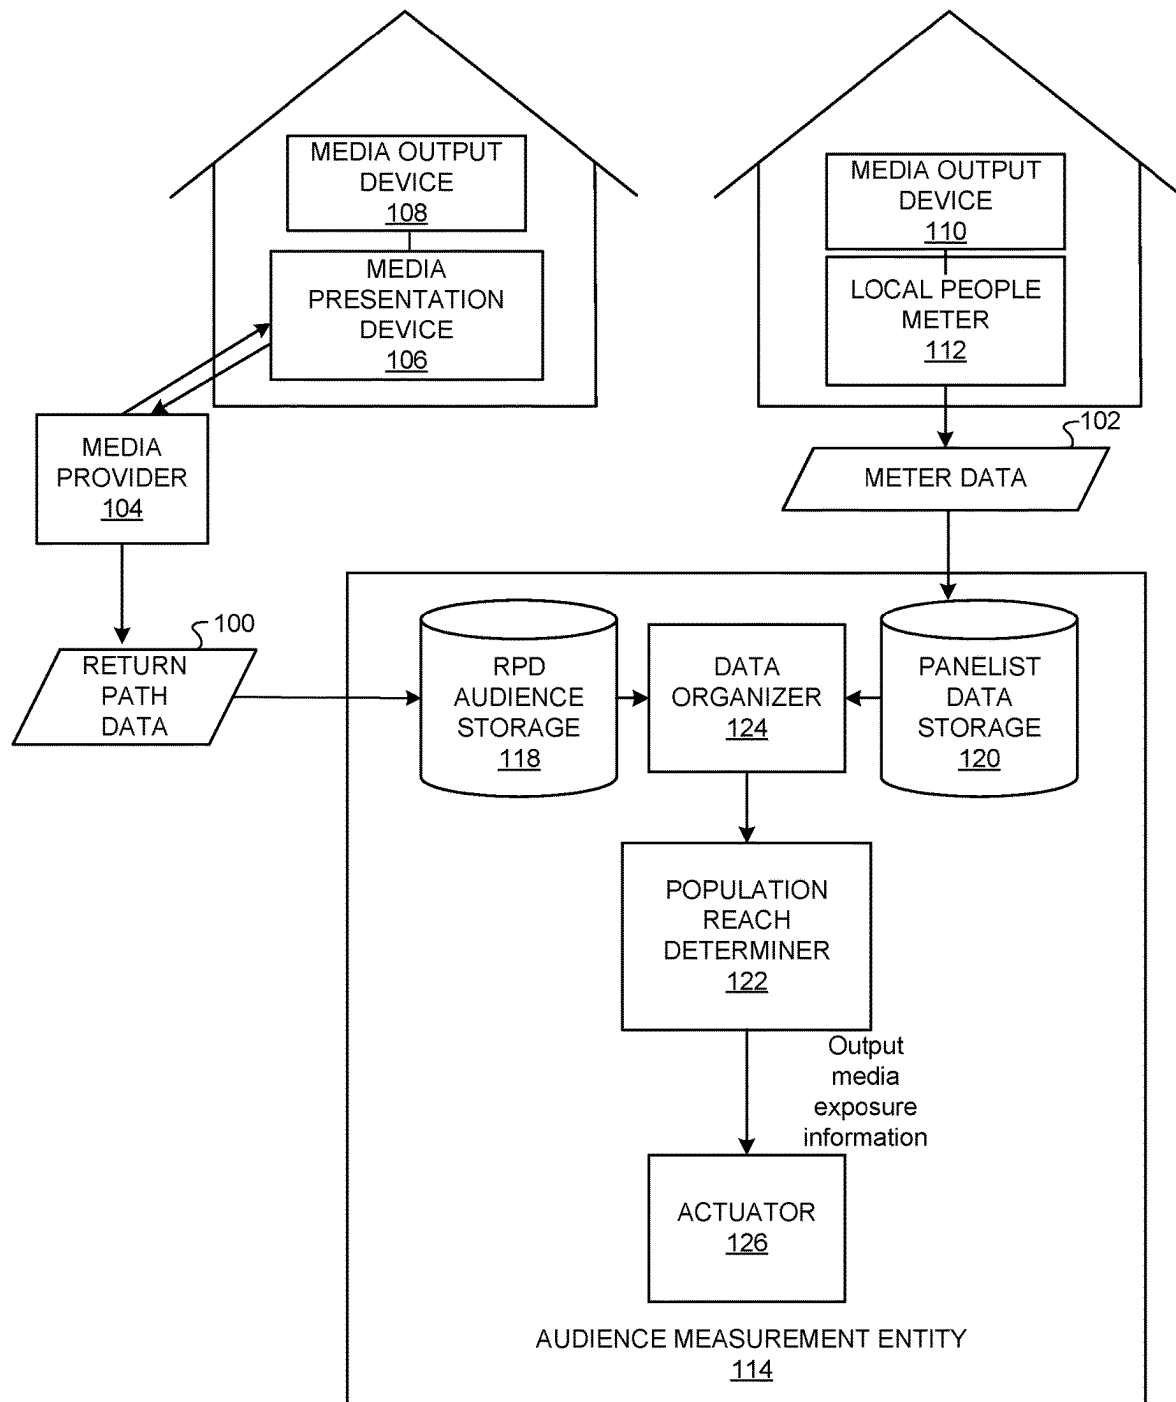 MEDIA OUTPUT
DEVICE
108
MEDIA
PRESENTATION
DEVICE
106
MEDIA OUTPUT
DEVICE
110
LOCAL PEOPLE
METER
112
MEDIA
PROVIDER
104
102
METER DATA
100
RETURN
PATH
DATA
RPD
AUDIENCE
STORAGE
118
DATA
ORGANIZER
124
PANELIST
DATA
STORAGE
120
POPULATION
REACH
DETERMINER
122
Output
media
exposure
information
ACTUATOR
126
AUDIENCE MEASUREMENT ENTITY
114